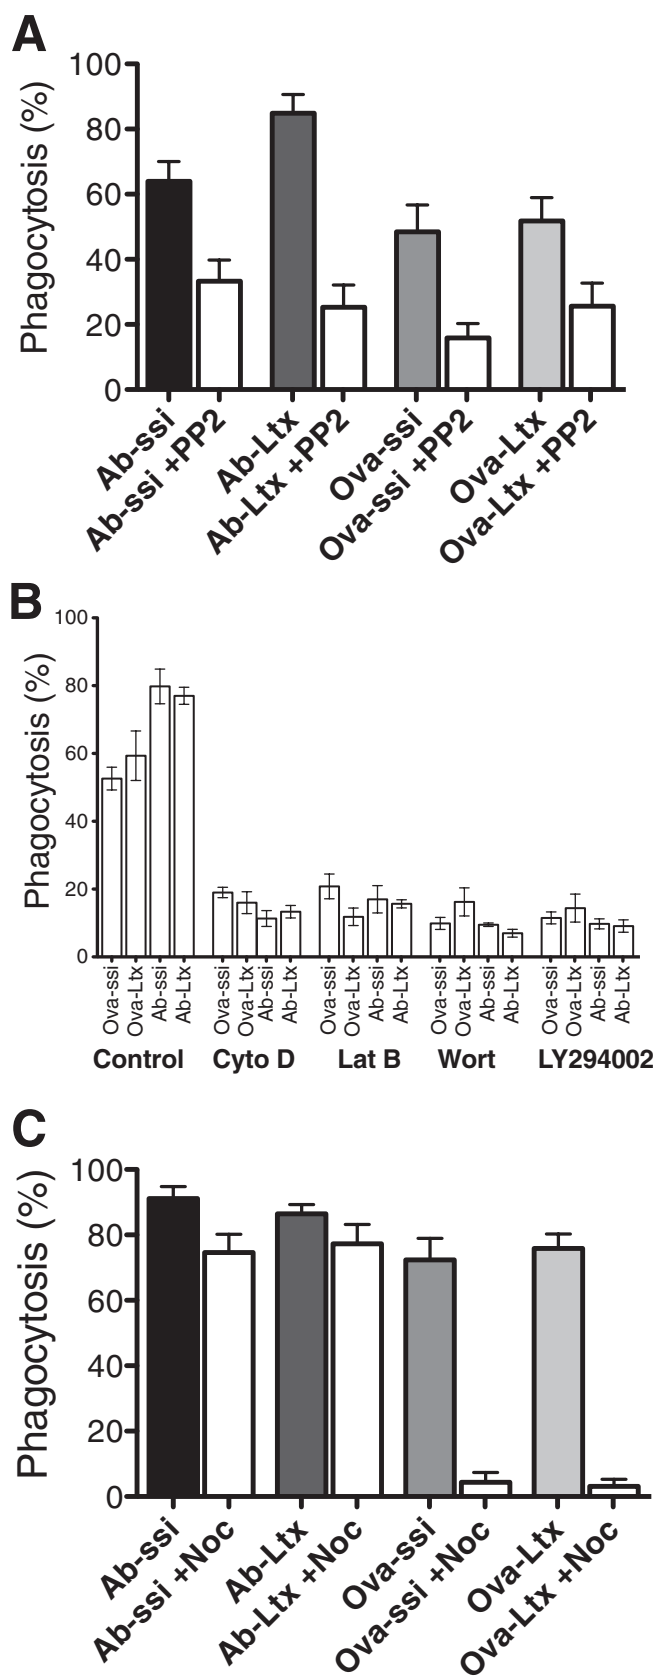 A
Phagocytosis (%)
100
80
60
40
20
0
Ab-ssi
Ab-ssi +PP2
Ab-Ltx
Ab-Ltx +PP2
Ova-ssi
Ova-ssi +PP2
Ova-Ltx
Ova-Ltx +PP2
B
Phagocytosis (%)
100
80
60
40
20
0
Ova-ssi
Ova-Ltx
Ab-ssi
Ab-Ltx
Ova-ssi
Ova-Ltx
Ab-ssi
Ab-Ltx
Ova-ssi
Ova-Ltx
Ab-ssi
Ab-Ltx
Ova-ssi
Ova-Ltx
Ab-ssi
Ab-Ltx
Ova-ssi
Ova-Ltx
Ab-ssi
Ab-Ltx
Control Cyto D Lat B Wort LY294002
C
Phagocytosis (%)
100
80
60
40
20
0
Ab-ssi
Ab-ssi +Noc
Ab-Ltx
Ab-Ltx +Noc
Ova-ssi
Ova-ssi +Noc
Ova-Ltx
Ova-Ltx +Noc